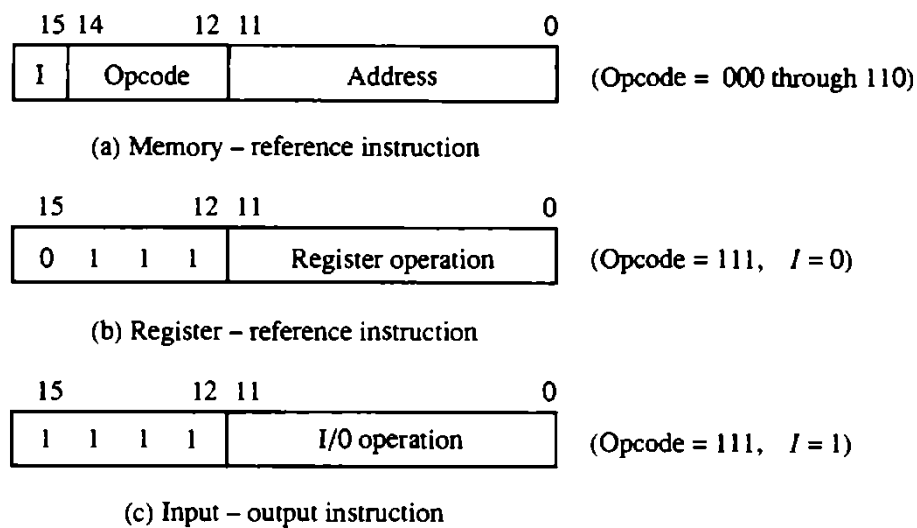 15 14 12 11 0
I Opcode Address (Opcode = 000 through 110)
(a) Memory – reference instruction
15 12 11 0
0 1 1 1 Register operation (Opcode = 111, I = 0)
(b) Register – reference instruction
15 12 11 0
1 1 1 1 I/0 operation (Opcode = 111, I = 1)
(c) Input – output instruction